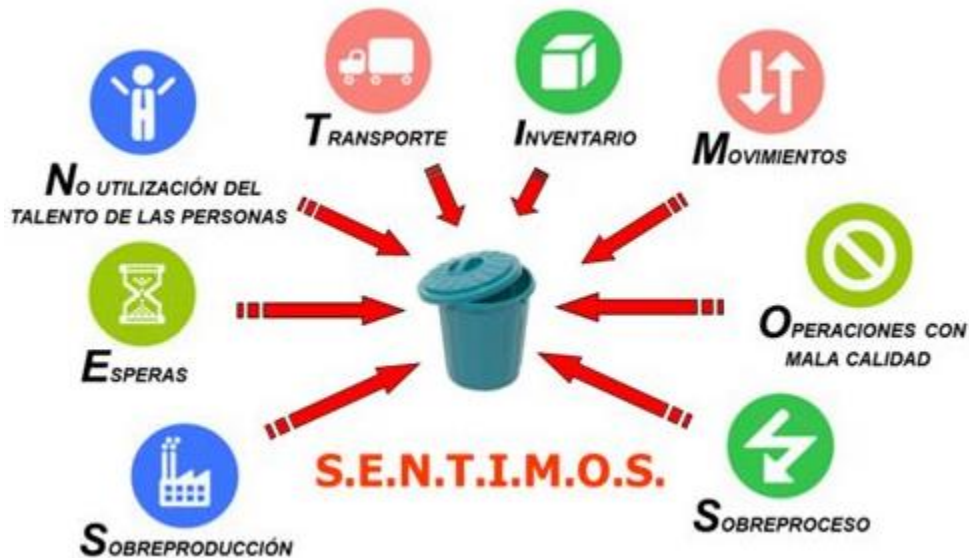 TRANSPORTE
INVENTARIO
MOVIMIENTOS
NO UTILIZACIÓN DEL
TALENTO DE LAS PERSONAS
OPERACIONES CON
MALA CALIDAD
ESPERAS
S.E.N.T.I.M.O.S.
SOBREPROCESO
SOBREPRODUCCIÓN